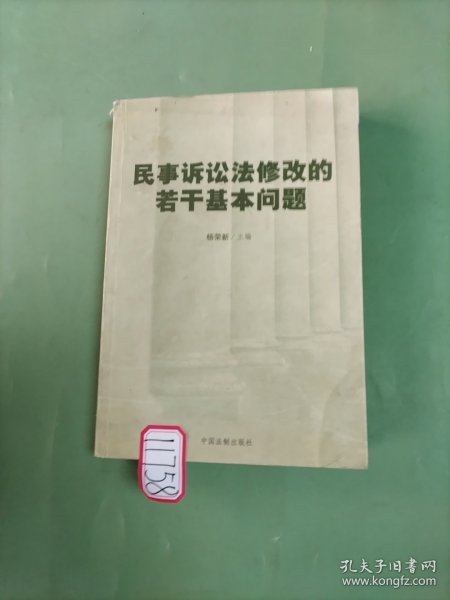 民事诉讼法修改的
若干基本问题
杨荣新/主编
中国法制出版社
11758
孔夫子旧书网
www.kongfz.com